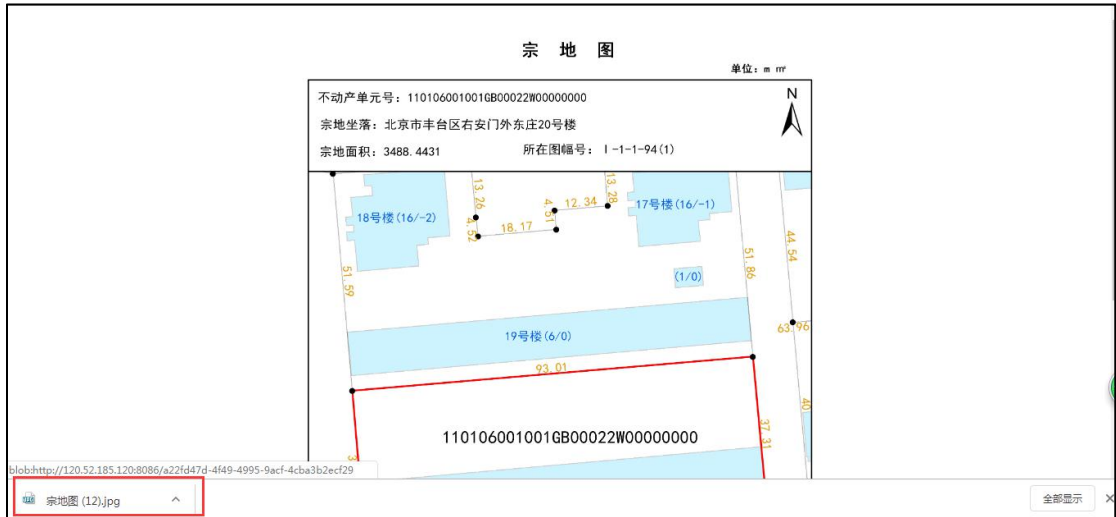 宗 地 图
单位：m ㎡
不动产单元号：110106001001GB00022W00000000
N
宗地坐落：北京市丰台区右安门外东庄20号楼
宗地面积：3488.4431
所在图幅号：Ⅰ-1-1-94(1)
13.26
13.28
4.51
12.34
17号楼(16/-1)
18号楼(16/-2)
4.52
18.17
44.54
51.86
51.59
(1/0)
63.96
19号楼(6/0)
93.01
40
37.31
110106001001GB00022W00000000
3
blob:http://120.52.185.120:8086/a22fd47d-4f49-4995-9acf-4cba3b2ecf29
宗地图 (12).jpg
全部显示